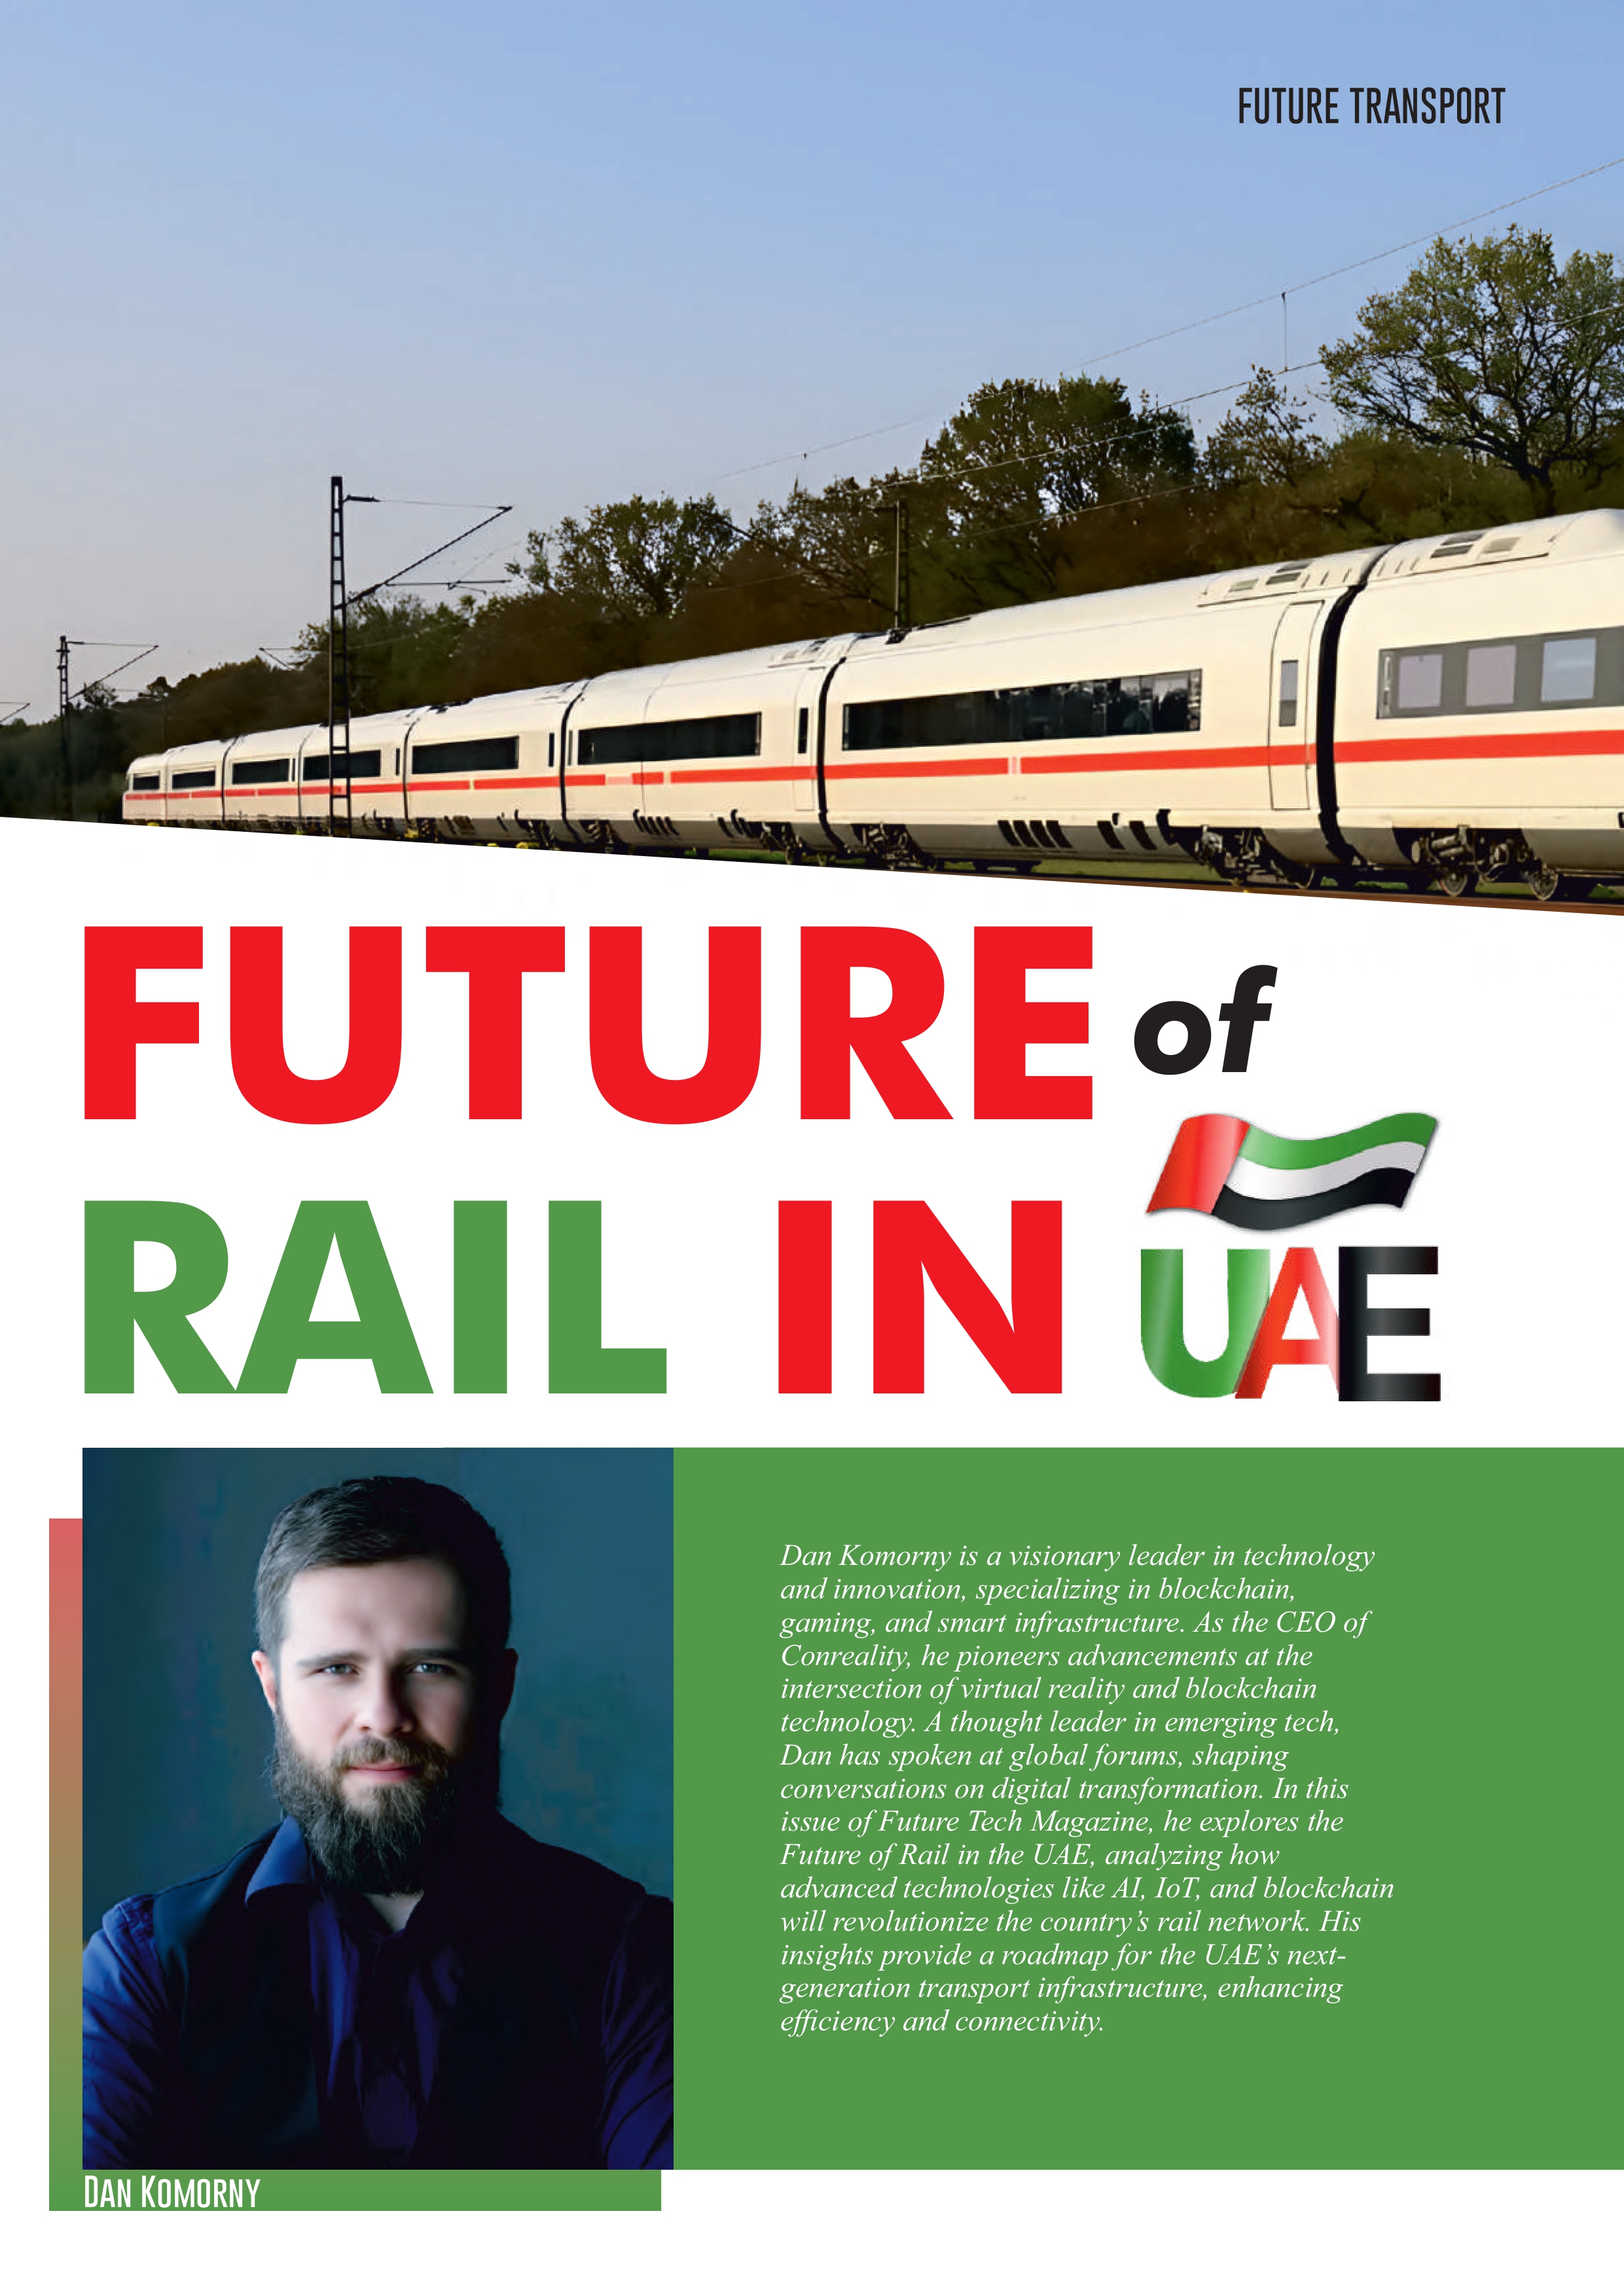 FUTURE TRANSPORT
FUTURE of
RAIL IN UAE
Dan Komorny is a visionary leader in technology
and innovation, specializing in blockchain,
gaming, and smart infrastructure. As the CEO of
Conreality, he pioneers advancements at the
intersection of virtual reality and blockchain
technology. A thought leader in emerging tech,
Dan has spoken at global forums, shaping
conversations on digital transformation. In this
issue of Future Tech Magazine, he explores the
Future of Rail in the UAE, analyzing how
advanced technologies like AI, IoT, and blockchain
will revolutionize the country’s rail network. His
insights provide a roadmap for the UAE’s next-
generation transport infrastructure, enhancing
efficiency and connectivity.
DAN KOMORNY